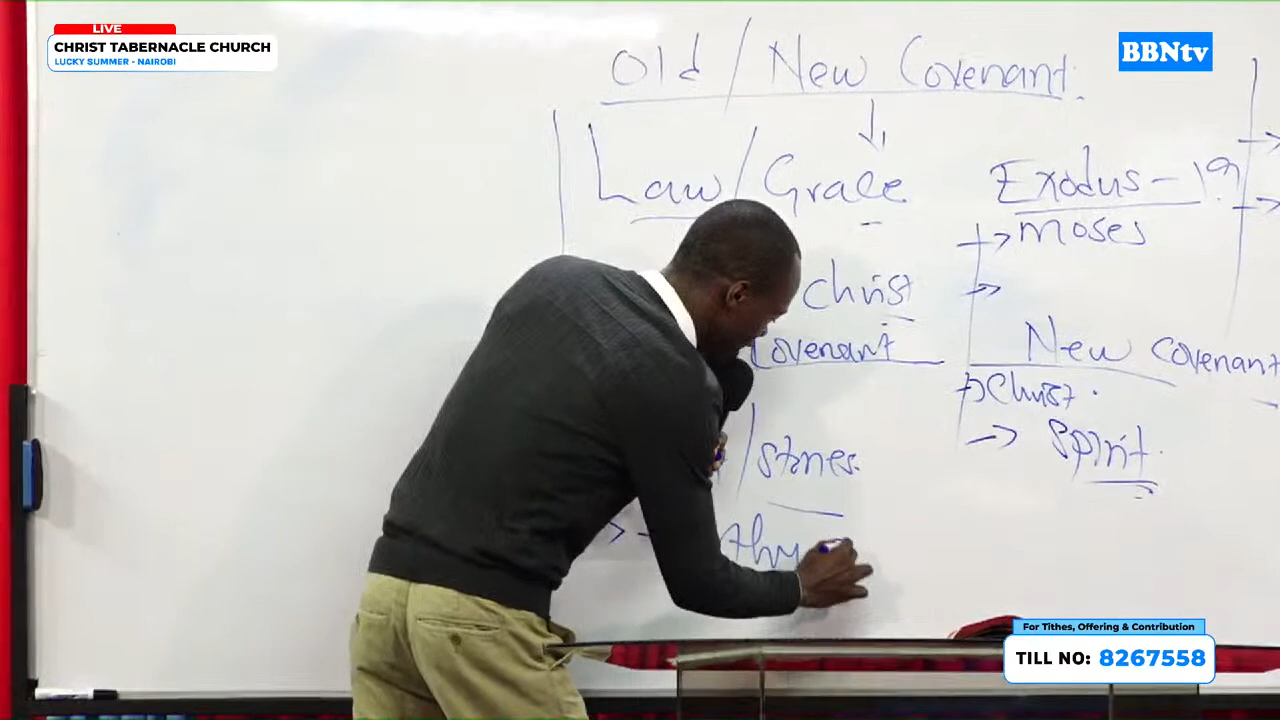 LIVE
CHRIST TABERNACLE CHURCH
LUCKY SUMMER - NAIROBI
BBNtv
Old / New Covenant.
Law / Grace
Exodus - 19
moses
Christ
Covenant
New covenant
Christ.
Spirit.
/ stones.
For Tithes, Offering & Contribution
TILL NO: 8267558